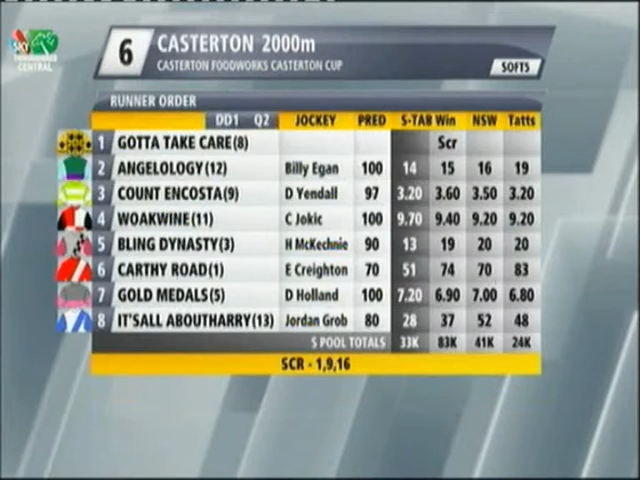 SKY
THOROUGHBRED
CENTRAL
6 CASTERTON 2000m
CASTERTON FOODWORKS CASTERTON CUP
SOFT5
RUNNER ORDER
DD1 Q2 JOCKEY PRED S-TAB Win NSW Tatts
1 GOTTA TAKE CARE(8) Scr
2 ANGELOLOGY(12) Billy Egan 100 14 15 16 19
3 COUNT ENCOSTA(9) D Yendall 97 3.20 3.60 3.50 3.20
4 WOAKWINE(11) C Jokic 100 9.70 9.40 9.20 9.20
5 BLING DYNASTY(3) H McKechnie 90 13 19 20 20
6 CARTHY ROAD(1) E Creighton 70 51 74 70 83
7 GOLD MEDALS(5) D Holland 100 7.20 6.90 7.00 6.80
8 IT'SALL ABOUTHARRY(13) Jordan Grob 80 28 37 52 48
$ POOL TOTALS 33K 83K 41K 24K
SCR - 1,9,16